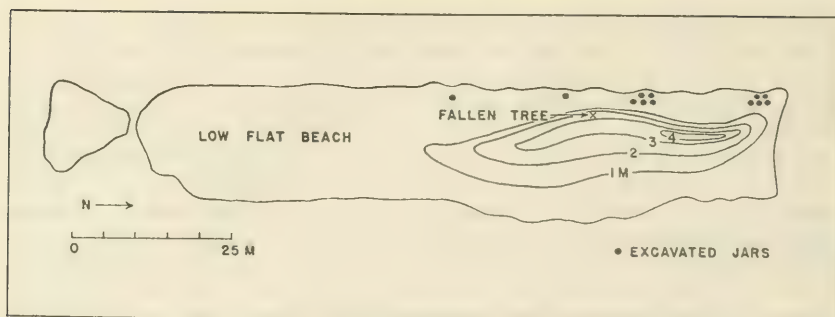 FALLEN TREE
LOW FLAT BEACH
3 4
2
1 M
N
0 25 M
• EXCAVATED JARS